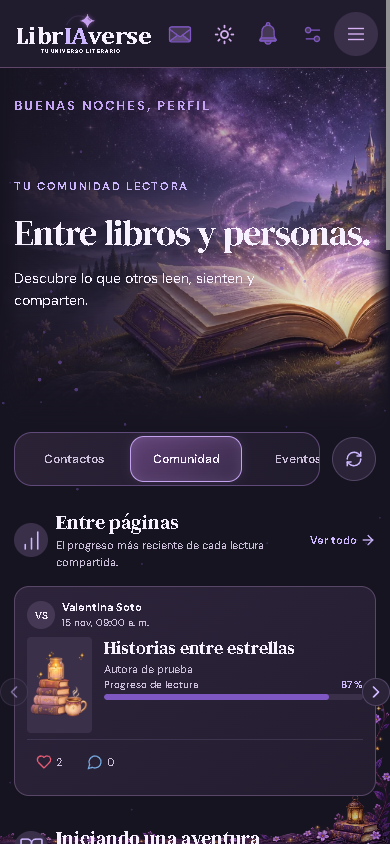 LibrIAverse
TU UNIVERSO LITERARIO
BUENAS NOCHES, PERFIL
TU COMUNIDAD LECTORA
Entre libros y personas.
Descubre lo que otros leen, sienten y
comparten.
Contactos Comunidad Eventos
Entre páginas
El progreso más reciente de cada lectura
compartida.
Ver todo
VS
Valentina Soto
15 nov, 09:00 a. m.
Historias entre estrellas
Autora de prueba
Progreso de lectura 87%
2 0
Iniciando una aventura